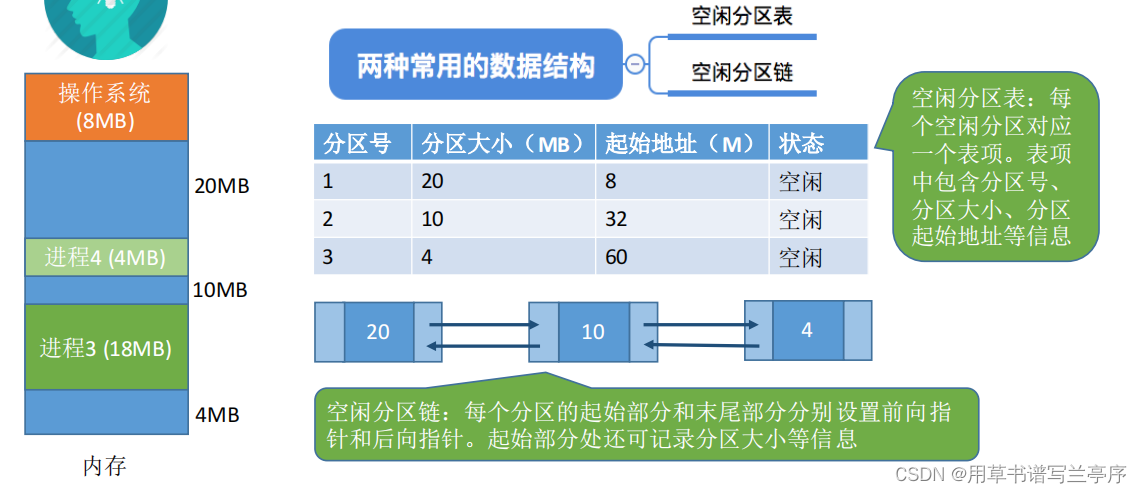 操作系统
(8MB)
20MB
进程4 (4MB)
10MB
进程3 (18MB)
4MB
内存
两种常用的数据结构
空闲分区表
空闲分区链
分区号 分区大小（MB） 起始地址（M） 状态
1 20 8 空闲
2 10 32 空闲
3 4 60 空闲
空闲分区表：每
个空闲分区对应
一个表项。表项
中包含分区号、
分区大小、分区
起始地址等信息
20 10 4
空闲分区链：每个分区的起始部分和末尾部分分别设置前向指
针和后向指针。起始部分处还可记录分区大小等信息
CSDN @用草书谱写兰亭序